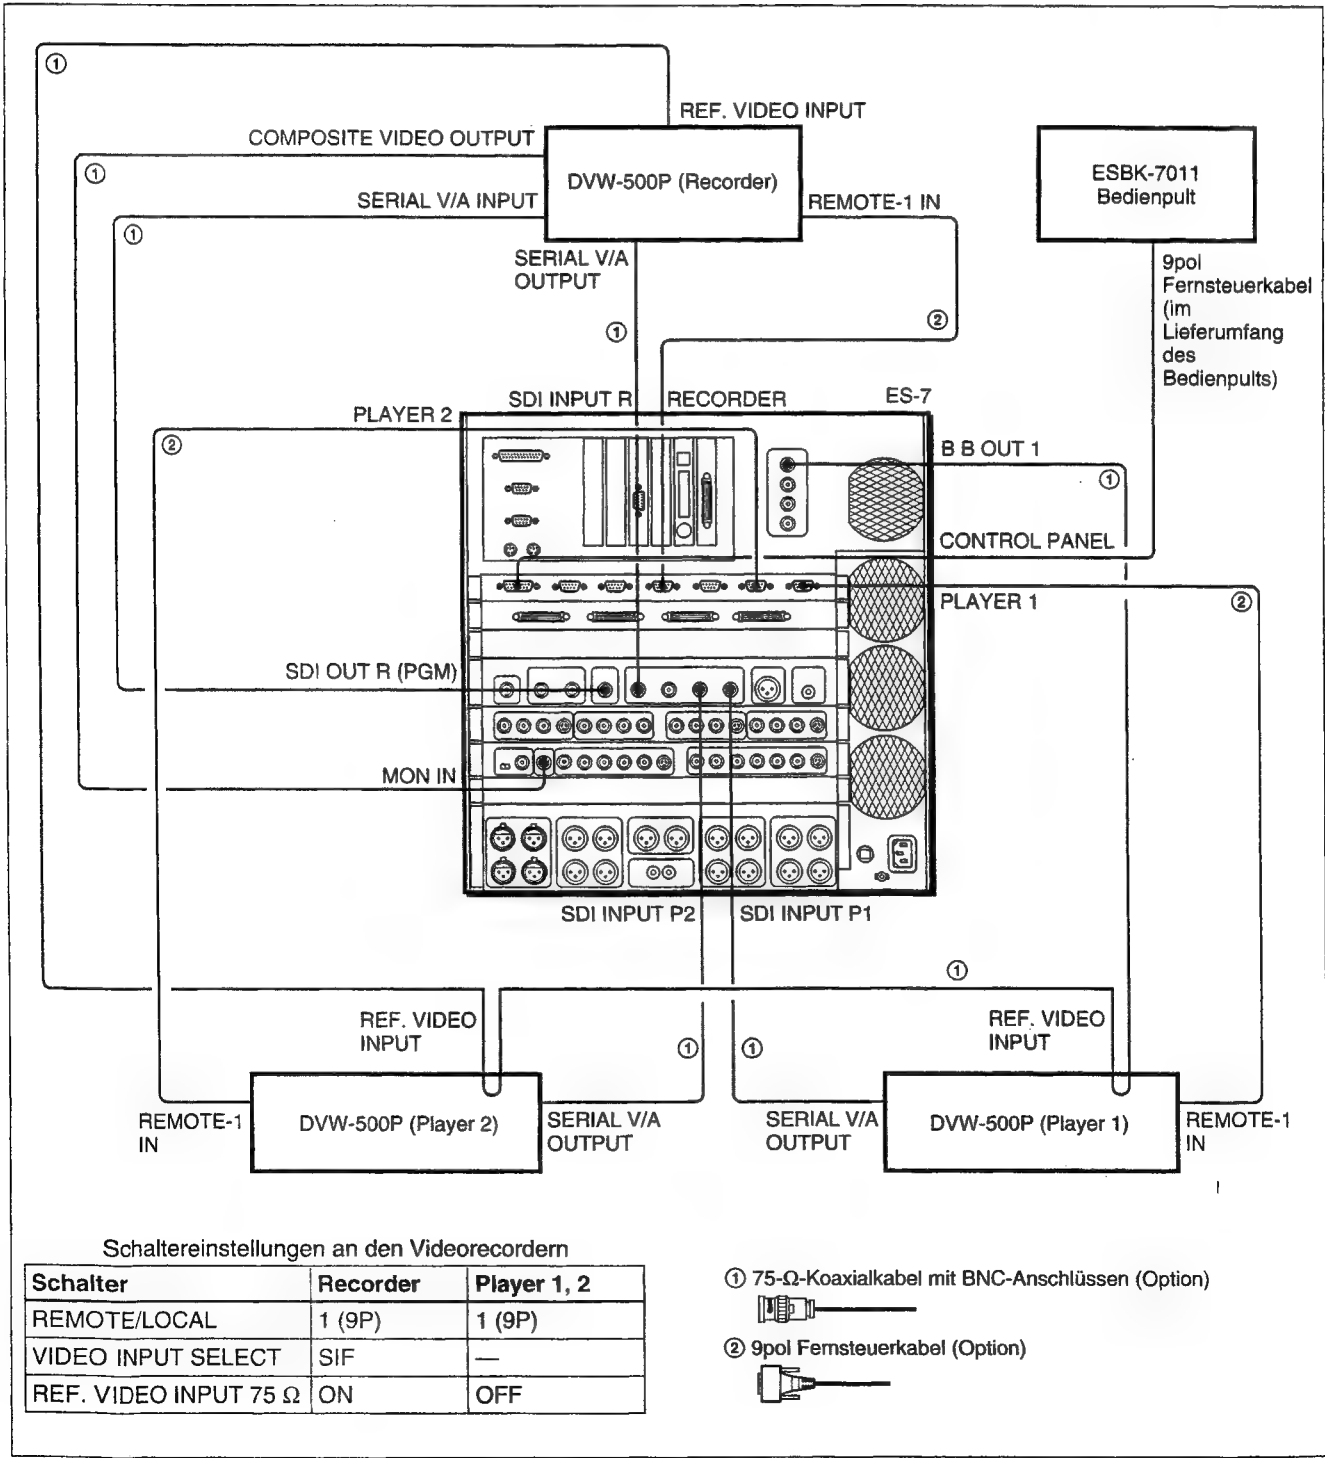 ①
REF. VIDEO INPUT
COMPOSITE VIDEO OUTPUT
①
DVW-500P (Recorder)
ESBK-7011
Bedienpult
SERIAL V/A INPUT
REMOTE-1 IN
①
SERIAL V/A
OUTPUT
9pol
Fernsteuerkabel
(im
Lieferumfang
des
Bedienpults)
①
②
SDI INPUT R
RECORDER
ES-7
PLAYER 2
②
B B OUT 1
①
CONTROL PANEL
PLAYER 1
②
SDI OUT R (PGM)
MON IN
SDI INPUT P2
SDI INPUT P1
①
REF. VIDEO
INPUT
REF. VIDEO
INPUT
①
①
REMOTE-1
IN
DVW-500P (Player 2)
SERIAL V/A
OUTPUT
SERIAL V/A
OUTPUT
DVW-500P (Player 1)
REMOTE-1
IN
Schaltereinstellungen an den Videorecordern
Schalter Recorder Player 1, 2
REMOTE/LOCAL 1 (9P) 1 (9P)
VIDEO INPUT SELECT SIF —
REF. VIDEO INPUT 75 Ω ON OFF
① 75-Ω-Koaxialkabel mit BNC-Anschlüssen (Option)
② 9pol Fernsteuerkabel (Option)